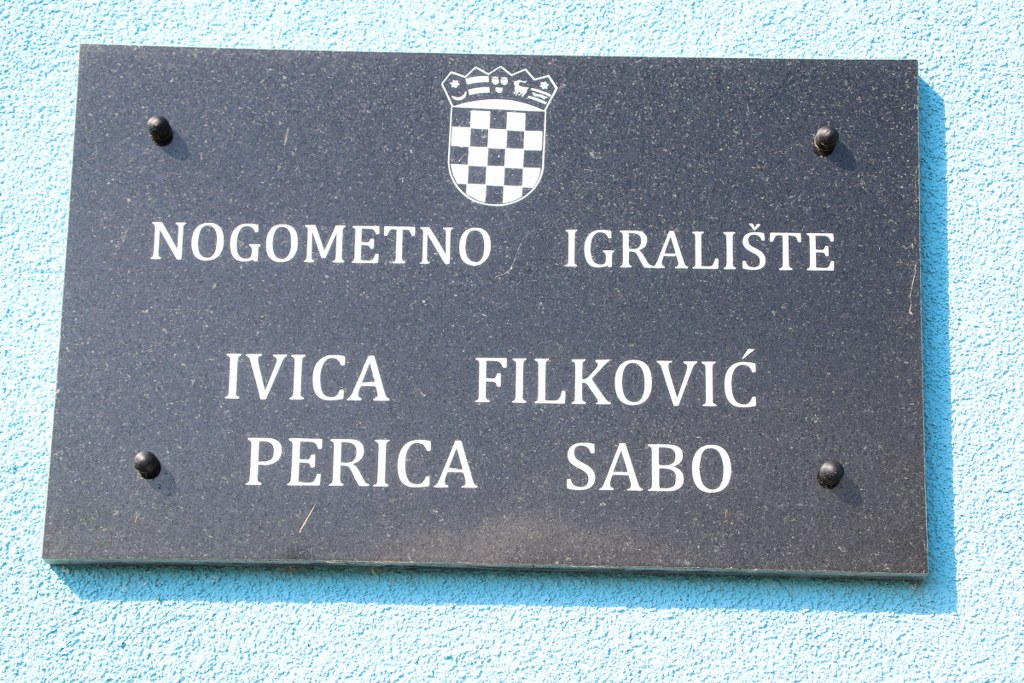 NOGOMETNO IGRALIŠTE
IVICA FILKOVIĆ
PERICA SABO